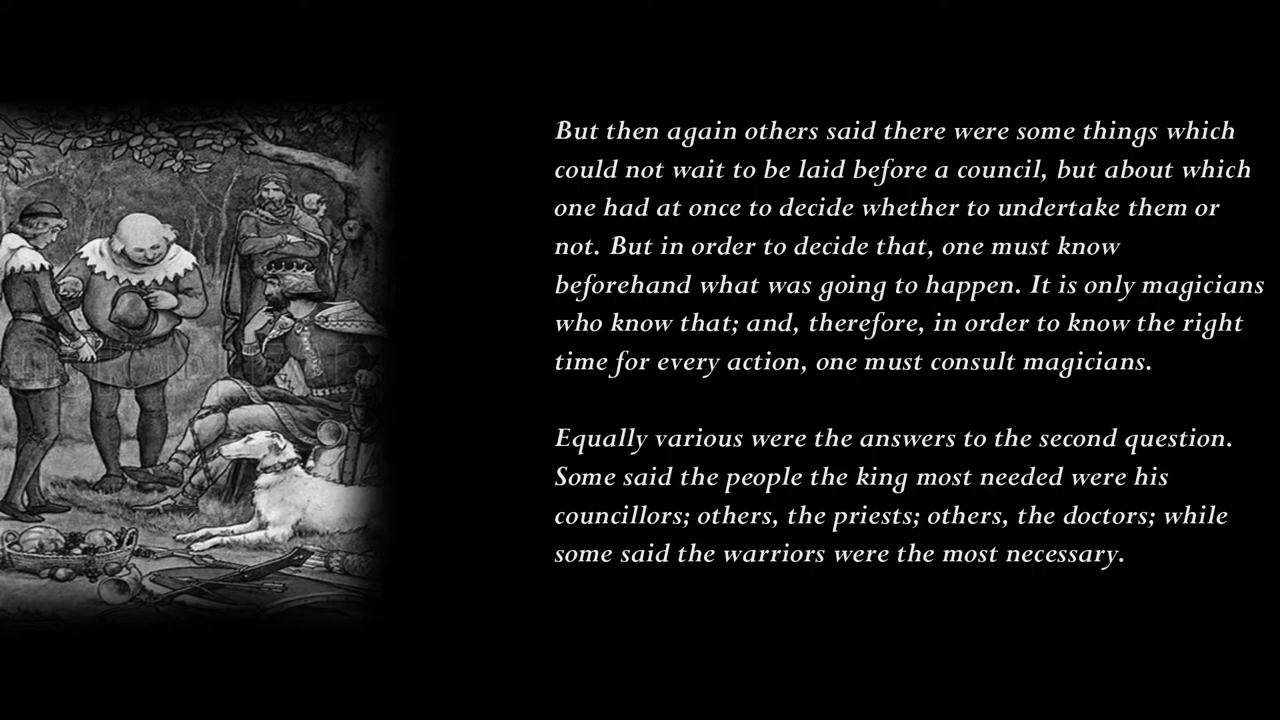 But then again others said there were some things which
could not wait to be laid before a council, but about which
one had at once to decide whether to undertake them or
not. But in order to decide that, one must know
beforehand what was going to happen. It is only magicians
who know that; and, therefore, in order to know the right
time for every action, one must consult magicians.
Equally various were the answers to the second question.
Some said the people the king most needed were his
councillors; others, the priests; others, the doctors; while
some said the warriors were the most necessary.